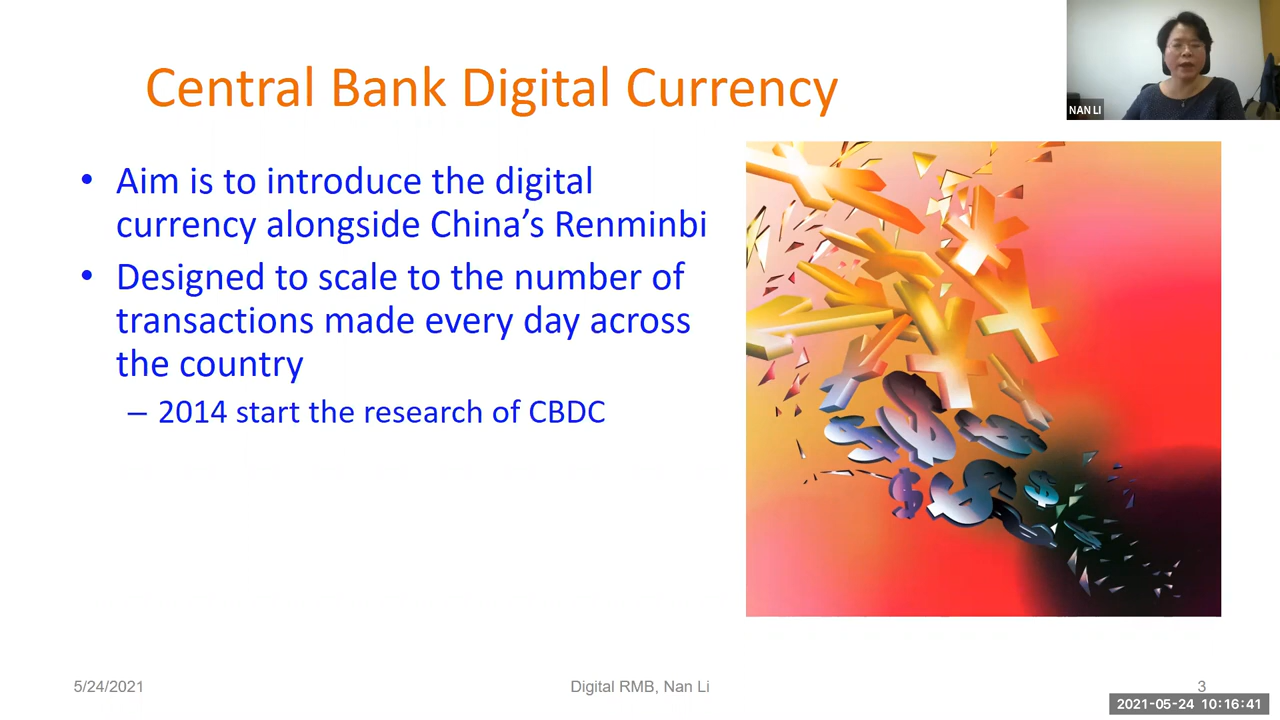 Central Bank Digital Currency
NAN LI
• Aim is to introduce the digital
currency alongside China’s Renminbi
• Designed to scale to the number of
transactions made every day across
the country
– 2014 start the research of CBDC
5/24/2021
Digital RMB, Nan Li
3
2021-05-24 10:16:41